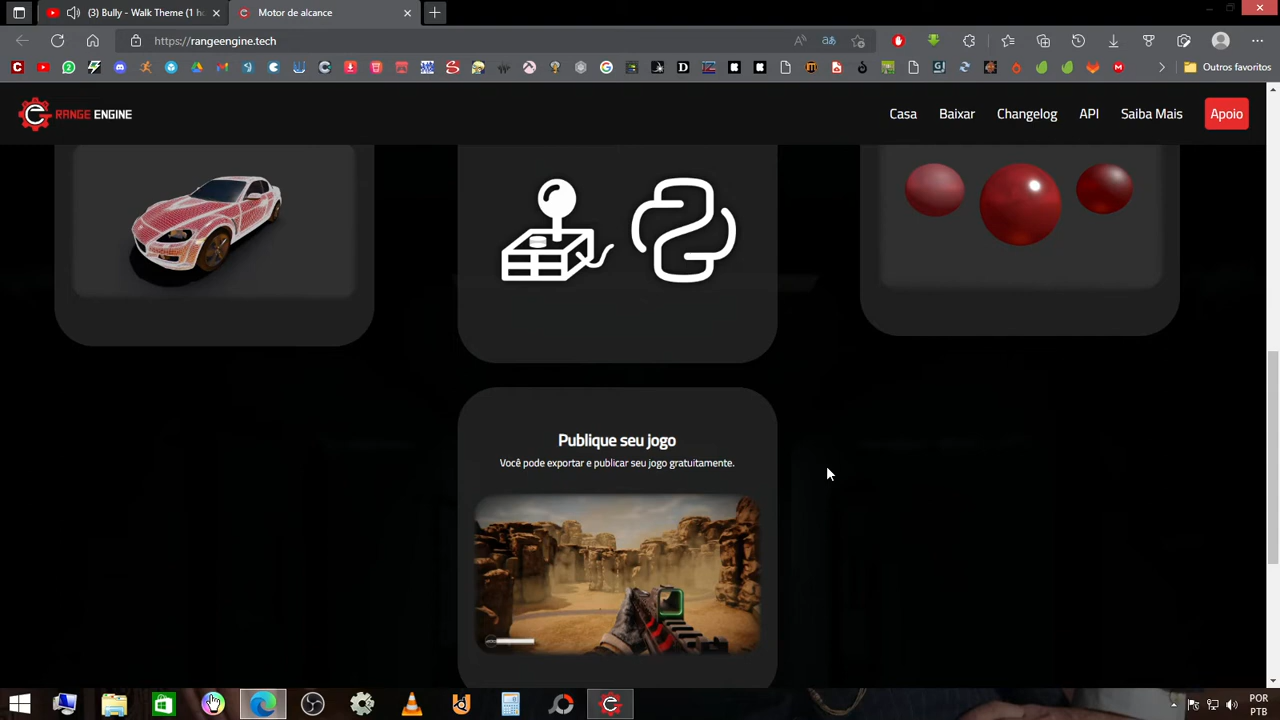 (3) Bully - Walk Theme (1 h
Motor de alcance
https://rangeengine.tech
Outros favoritos
RANGE ENGINE
Casa
Baixar
Changelog
API
Saiba Mais
Apoio
Publique seu jogo
Você pode exportar e publicar seu jogo gratuitamente.
POR
PTB